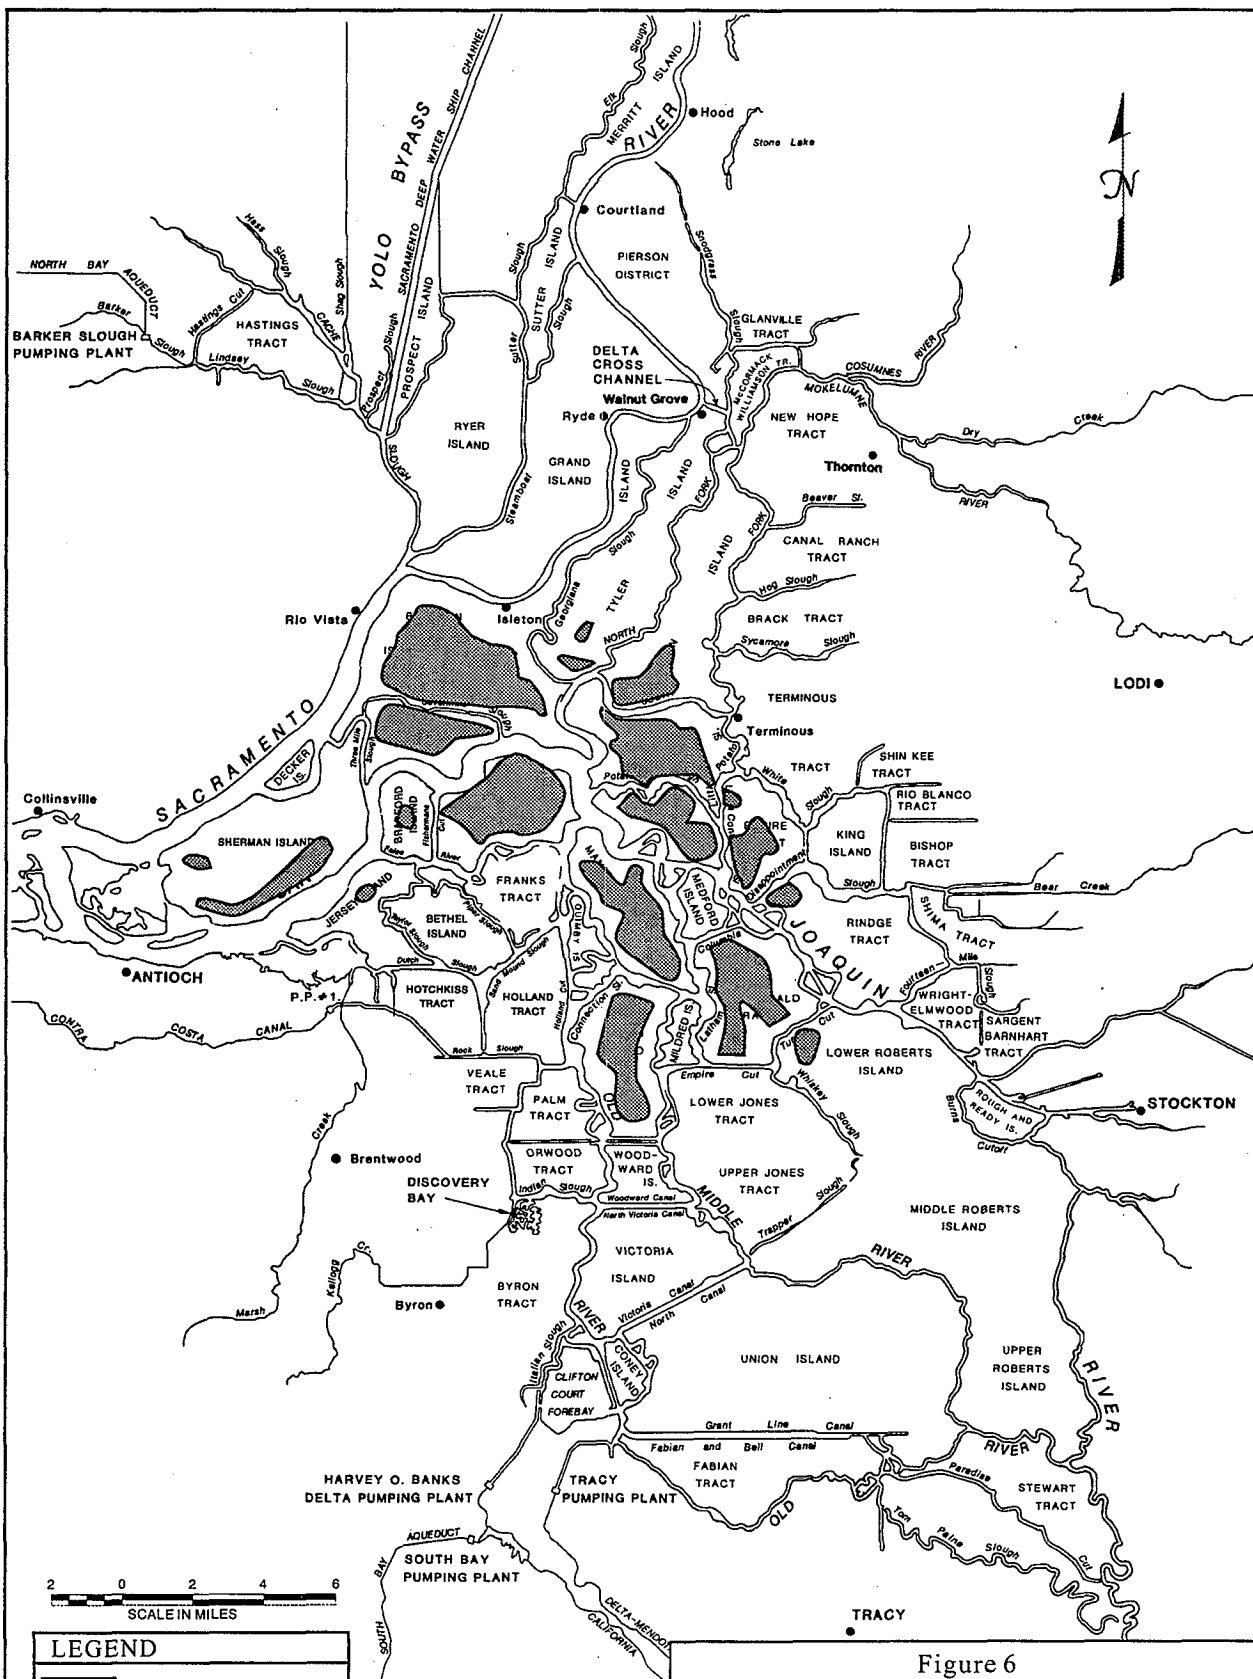 Slough
ISLAND
Elk
MERRITT
RIVER
Hood
Stone Lake
N
YOLO BYPASS
SACRAMENTO DEEP WATER SHIP CHANNEL
Courtland
PIERSON
DISTRICT
Snodgrass
Slough
Hass
Slough
Shag Slough
NORTH BAY
AQUEDUCT
Barker
Slough
BARKER SLOUGH
PUMPING PLANT
Hastings Cut
HASTINGS
TRACT
CACHE
SLOUGH
Lindsey
Slough
Prospect
Slough
PROSPECT ISLAND
Slough
Sutter
SUTTER ISLAND
Slough
GLANVILLE
TRACT
DELTA
CROSS
CHANNEL
McCORMACK
WILLIAMSON TR.
COSUMNES
RIVER
MOKELUMNE
RIVER
Walnut Grove
Ryde
NEW HOPE
TRACT
Dry
Creek
RYER
ISLAND
Thornton
GRAND
ISLAND
Steamboat
ISLAND
ISLAND
FORK
Beaver Sl.
CANAL RANCH
TRACT
Slough
ISLAND
FORK
Hog Slough
Georgiana
TYLER
NORTH
BRACK TRACT
Sycamore Slough
Rio Vista
Isleton
LODI
TERMINOUS
Terminous
TRACT
SACRAMENTO
Three Mile
Slough
Slough
DECKER
IS.
Potato
White
Slough
SHIN KEE
TRACT
RIO BLANCO
TRACT
Collinsville
BRADFORD
ISLAND
Fishermans
Cut
KING
ISLAND
BISHOP
TRACT
SHERMAN ISLAND
False
River
Disappointment
Slough
Bear Creek
FRANKS
TRACT
MEDFORD
ISLAND
JERSEY
BETHEL
ISLAND
Taylor Slough
Piper Slough
QUIMBY IS.
Columbia
JOAQUIN
RINDGE
TRACT
SHIMA TRACT
ANTIOCH
Dutch
Slough
Sand Mound Slough
Fourteen
Mile
Slough
P.P. #1.
HOTCHKISS
TRACT
HOLLAND
TRACT
Holland Cut
Connection Sl.
MILDRED IS.
Latham
WRIGHT-
ELMWOOD
TRACT
SARGENT
BARNHART
TRACT
CONTRA COSTA CANAL
Rock Slough
Cut
LOWER ROBERTS
ISLAND
VEALE
TRACT
Empire Cut
Whiskey
Slough
PALM
TRACT
OLD
LOWER JONES
TRACT
ROUGH AND
READY IS.
Burns
Cutoff
STOCKTON
Creek
Brentwood
ORWOOD
TRACT
WOOD-
WARD
IS.
UPPER JONES
TRACT
DISCOVERY
BAY
Indian Slough
Woodward Canal
North Victoria Canal
MIDDLE
Trapper
Slough
MIDDLE ROBERTS
ISLAND
RIVER
VICTORIA
ISLAND
Kellogg
Cr.
BYRON
TRACT
Victoria Canal
North Canal
Marsh
Byron
RIVER
Italian Slough
CONEY
ISLAND
UNION ISLAND
UPPER
ROBERTS
ISLAND
RIVER
CLIFTON
COURT
FOREBAY
Grant Line Canal
Fabian and Bell Canal
FABIAN
TRACT
RIVER
Paradise
Cut
STEWART
TRACT
HARVEY O. BANKS
DELTA PUMPING PLANT
TRACY
PUMPING PLANT
OLD
Tom
Paine
Slough
AQUEDUCT
SOUTH BAY
PUMPING PLANT
SOUTH BAY
DELTA-MENDOTA
CALIFORNIA
2 0 2 4 6
SCALE IN MILES
TRACY
LEGEND
Figure 6